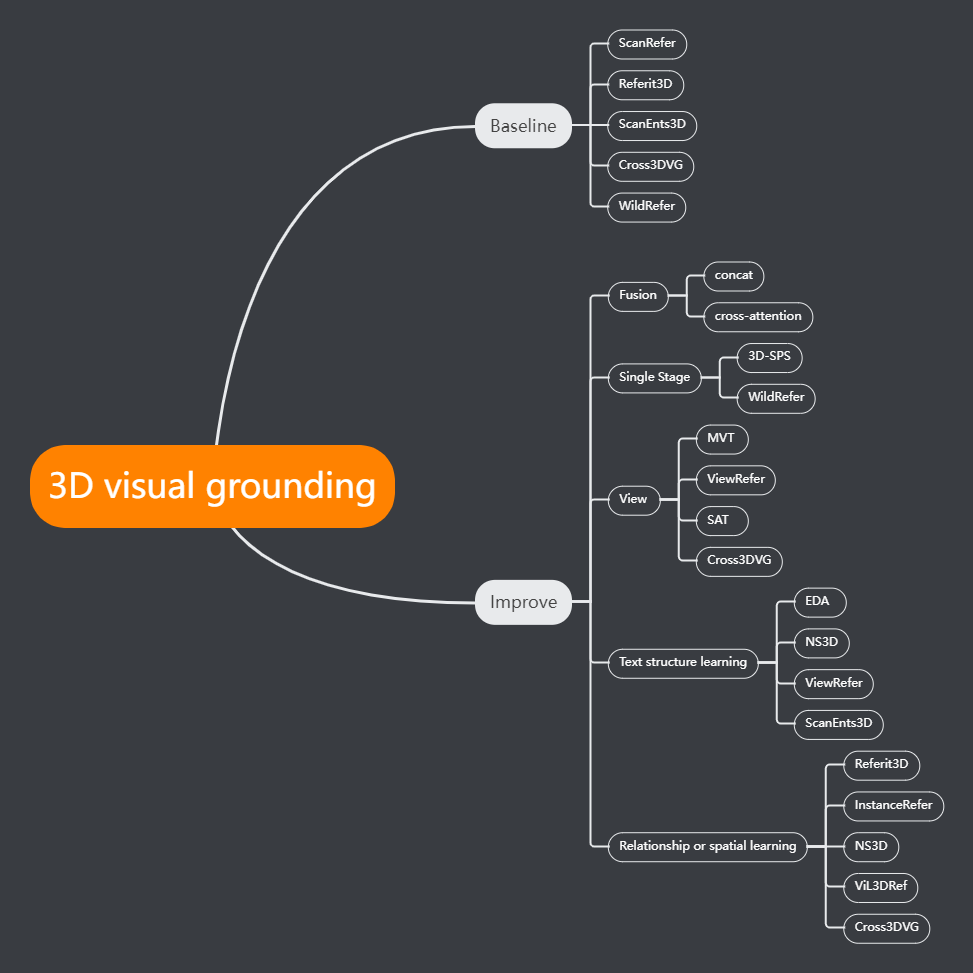 3D visual grounding
Baseline
ScanRefer
Referit3D
ScanEnts3D
Cross3DVG
WildRefer
Improve
Fusion
concat
cross-attention
Single Stage
3D-SPS
WildRefer
View
MVT
ViewRefer
SAT
Cross3DVG
Text structure learning
EDA
NS3D
ViewRefer
ScanEnts3D
Relationship or spatial learning
Referit3D
InstanceRefer
NS3D
ViL3DRef
Cross3DVG